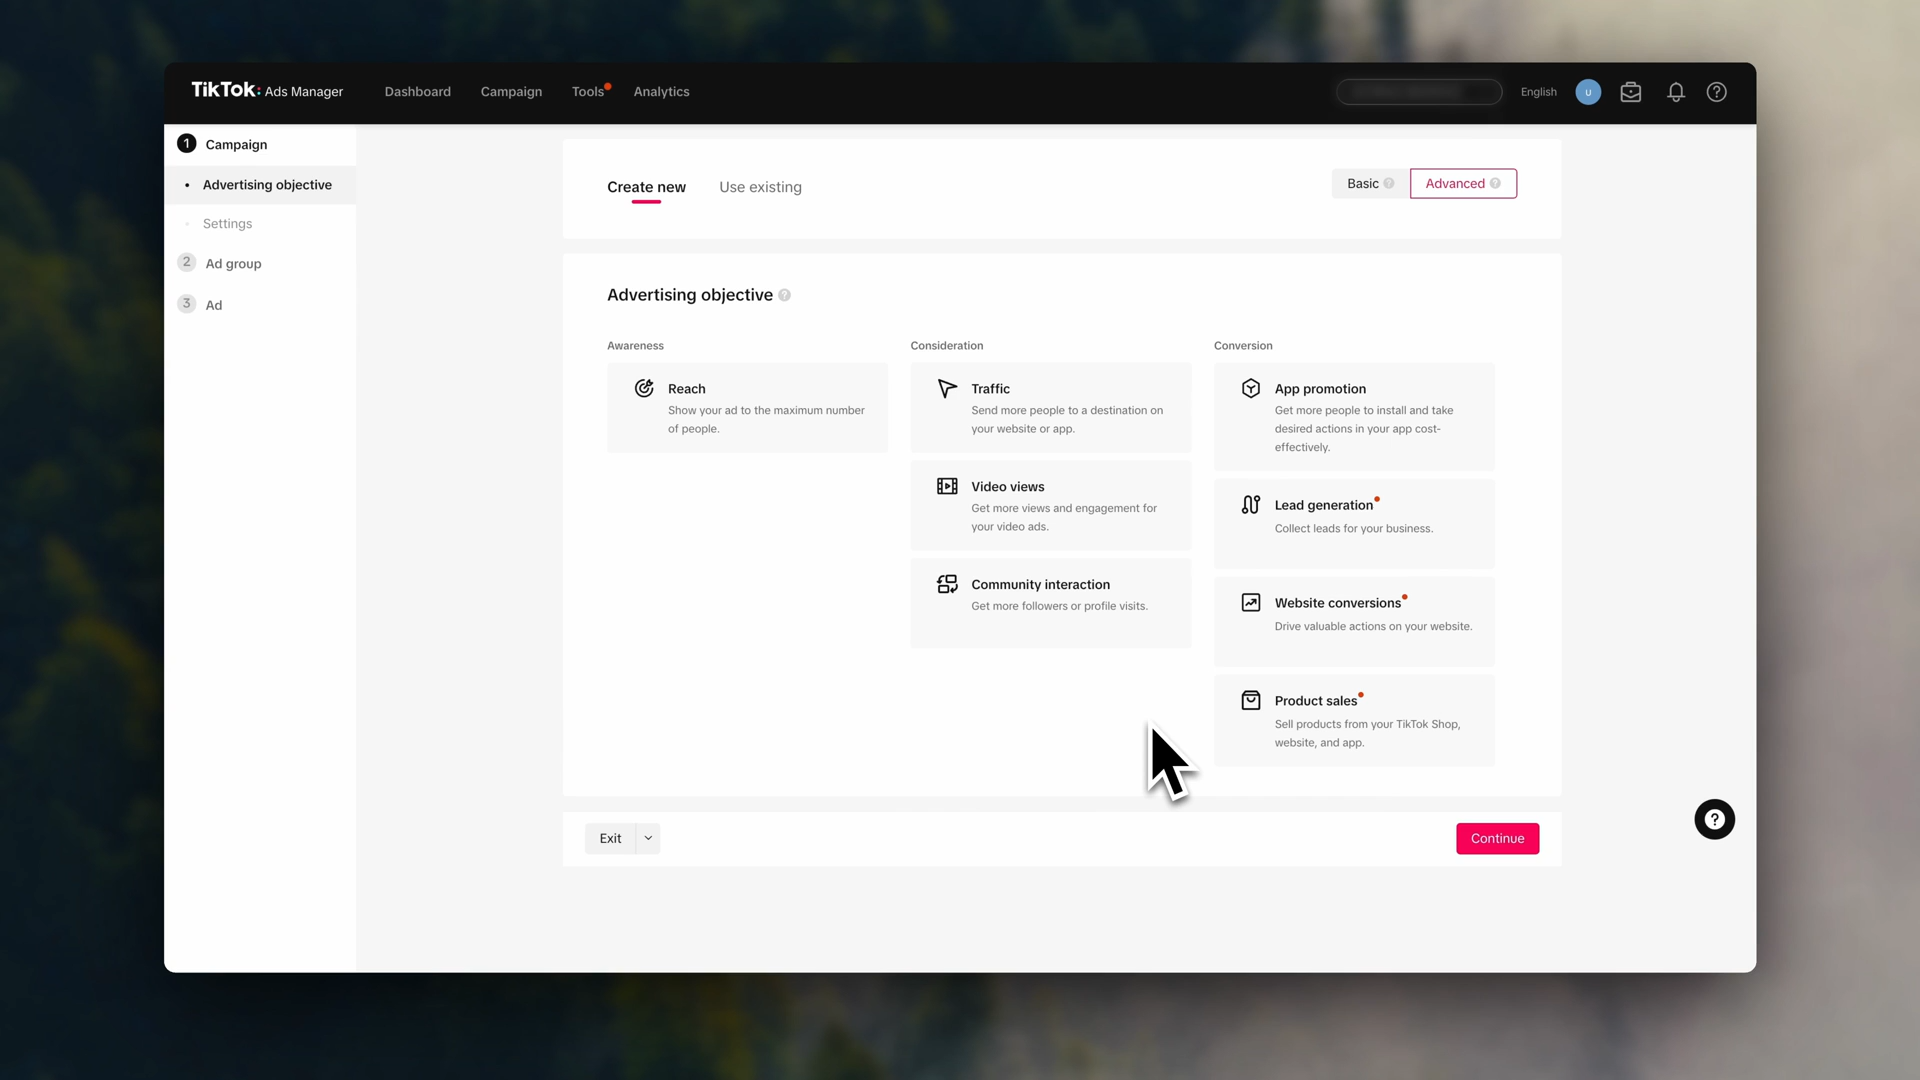 TikTok: Ads Manager
Dashboard
Campaign
Tools
Analytics
English
U
?
1 Campaign
• Advertising objective
Settings
2 Ad group
3 Ad
Create new
Use existing
Basic ?
Advanced ?
Advertising objective ?
Awareness
Reach
Show your ad to the maximum number
of people.
Consideration
Traffic
Send more people to a destination on
your website or app.
Video views
Get more views and engagement for
your video ads.
Community interaction
Get more followers or profile visits.
Conversion
App promotion
Get more people to install and take
desired actions in your app cost-
effectively.
Lead generation
Collect leads for your business.
Website conversions
Drive valuable actions on your website.
Product sales
Sell products from your TikTok Shop,
website, and app.
Exit
Continue
?